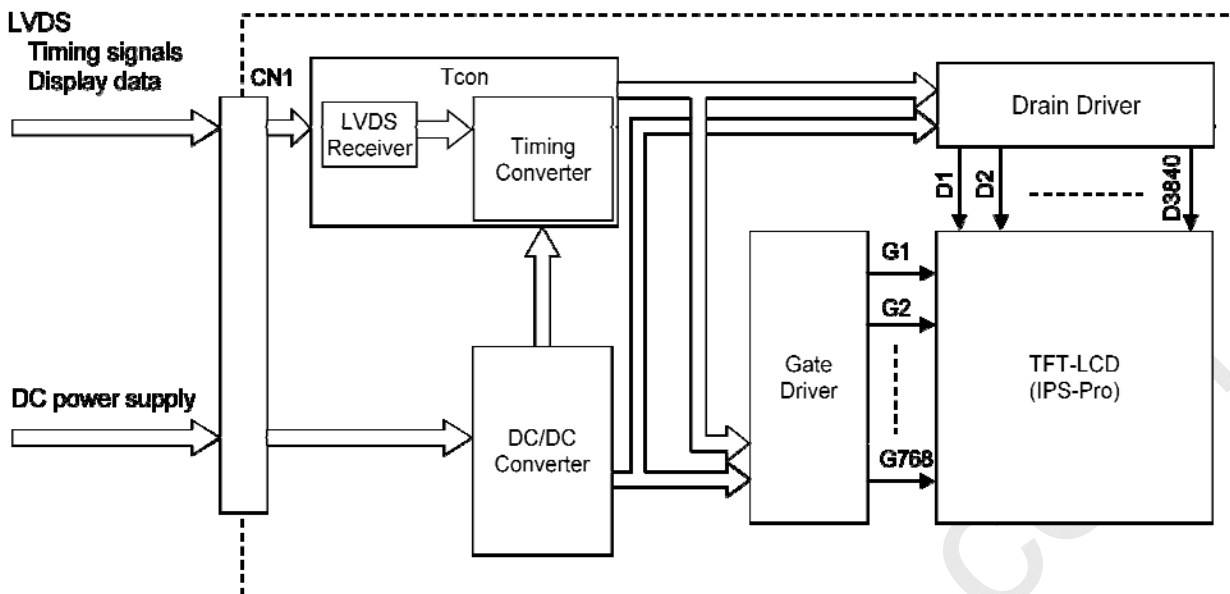 LVDS
Timing signals
Display data
CN1
Tcon
LVDS
Receiver
Timing
Converter
Drain Driver
D1
D2
D3840
DC power supply
DC/DC
Converter
Gate
Driver
G1
G2
G768
TFT-LCD
(IPS-Pro)